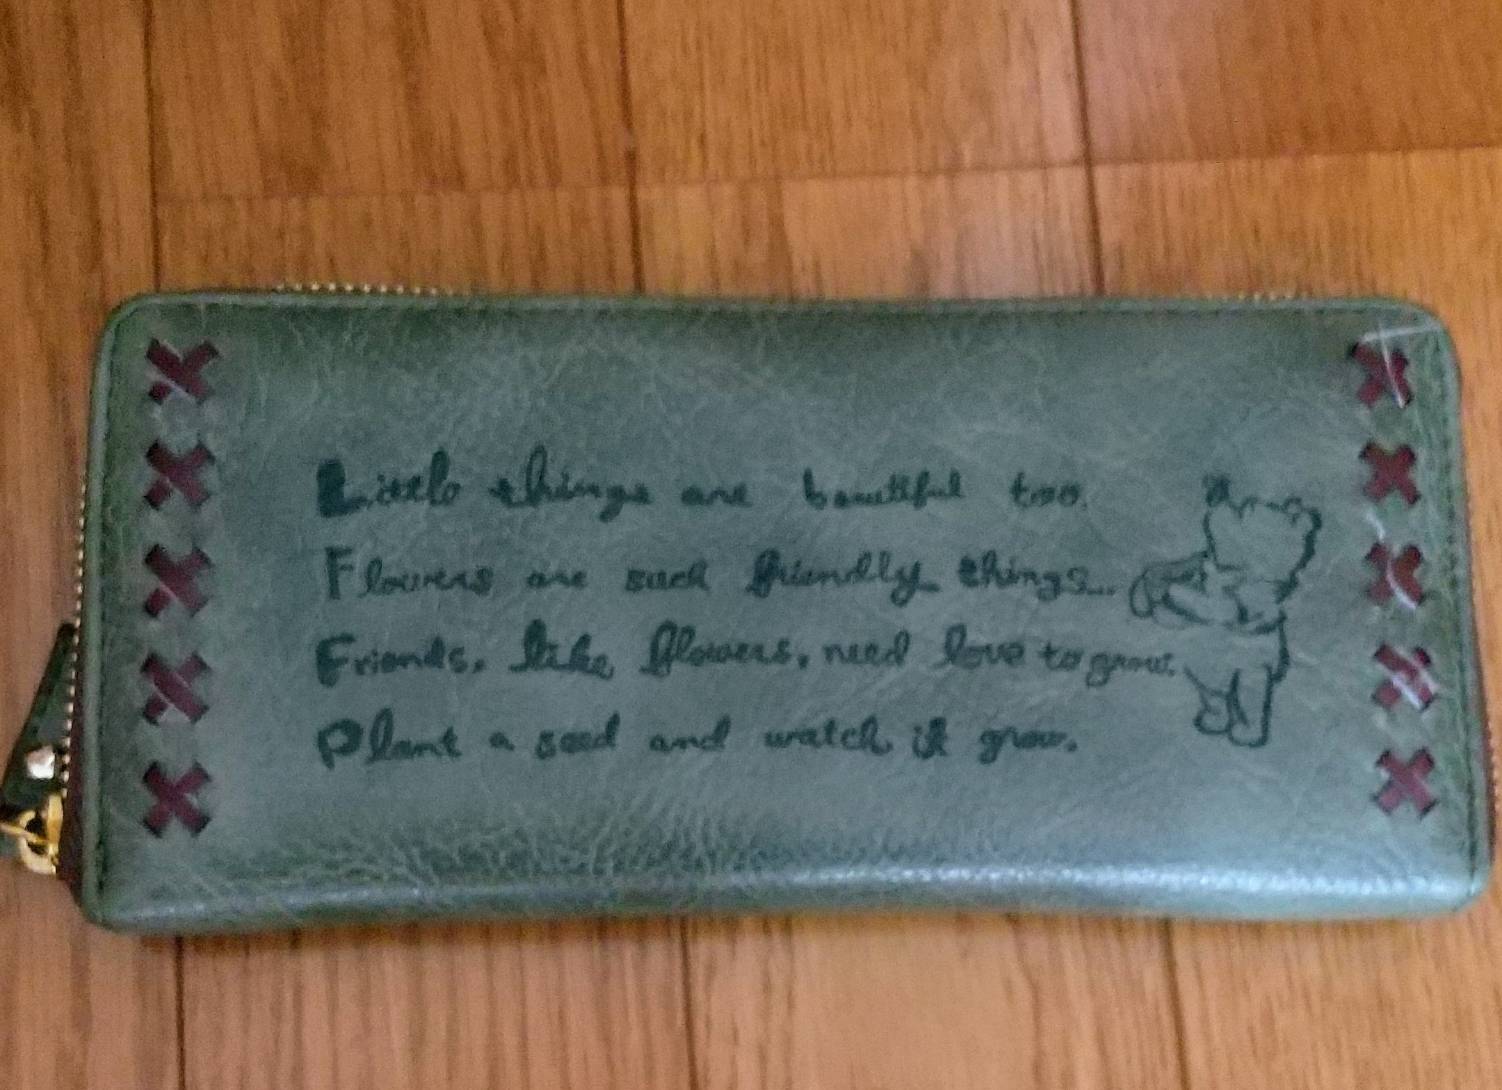 Little things are beautiful too.
Flowers are such friendly things...
Friends, like flowers, need love to grow.
Plant a seed and watch it grow.